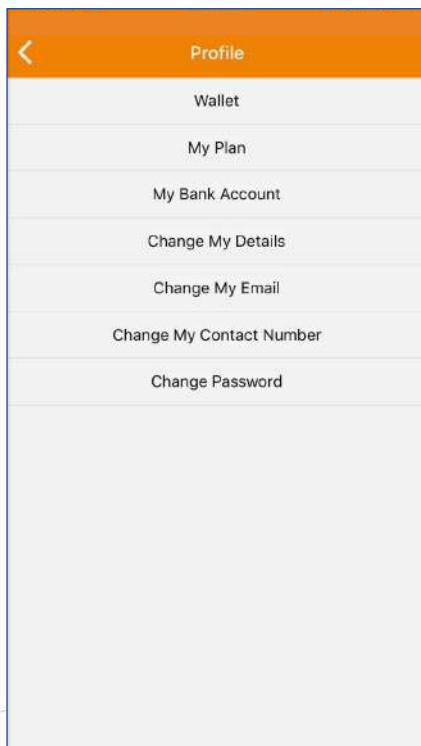 Profile
Wallet
My Plan
My Bank Account
Change My Details
Change My Email
Change My Contact Number
Change Password